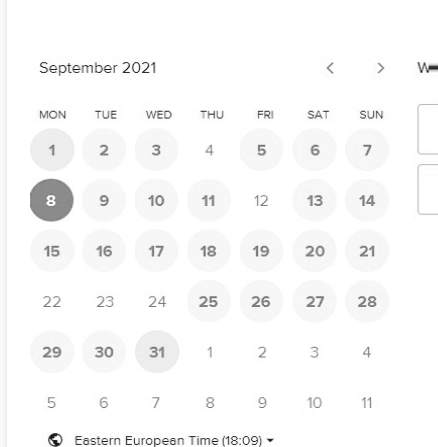 September 2021
MON TUE WED THU FRI SAT SUN
1 2 3 4 5 6 7
8 9 10 11 12 13 14
15 16 17 18 19 20 21
22 23 24 25 26 27 28
29 30 31 1 2 3 4
5 6 7 8 9 10 11
Eastern European Time (18:09)